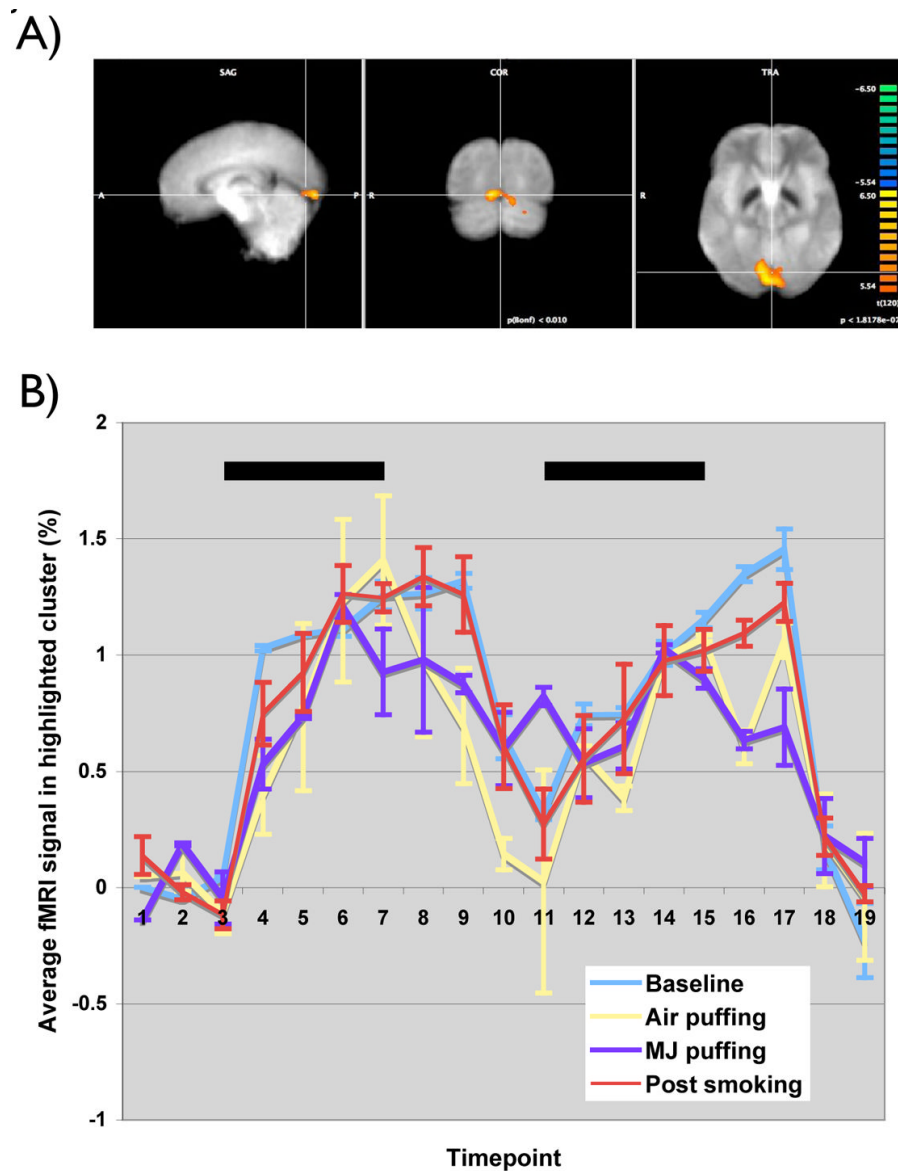 A)
SAG
COR
TRA
A
P
R
R
-6.50
-5.54
6.50
5.54
t(120)
p(Bonf) < 0.010
p < 1.8178e-07
B)
Average fMRI signal in highlighted cluster (%)
2
1.5
1
0.5
0
-0.5
-1
1 2 3 4 5 6 7 8 9 10 11 12 13 14 15 16 17 18 19
Baseline
Air puffing
MJ puffing
Post smoking
Timepoint